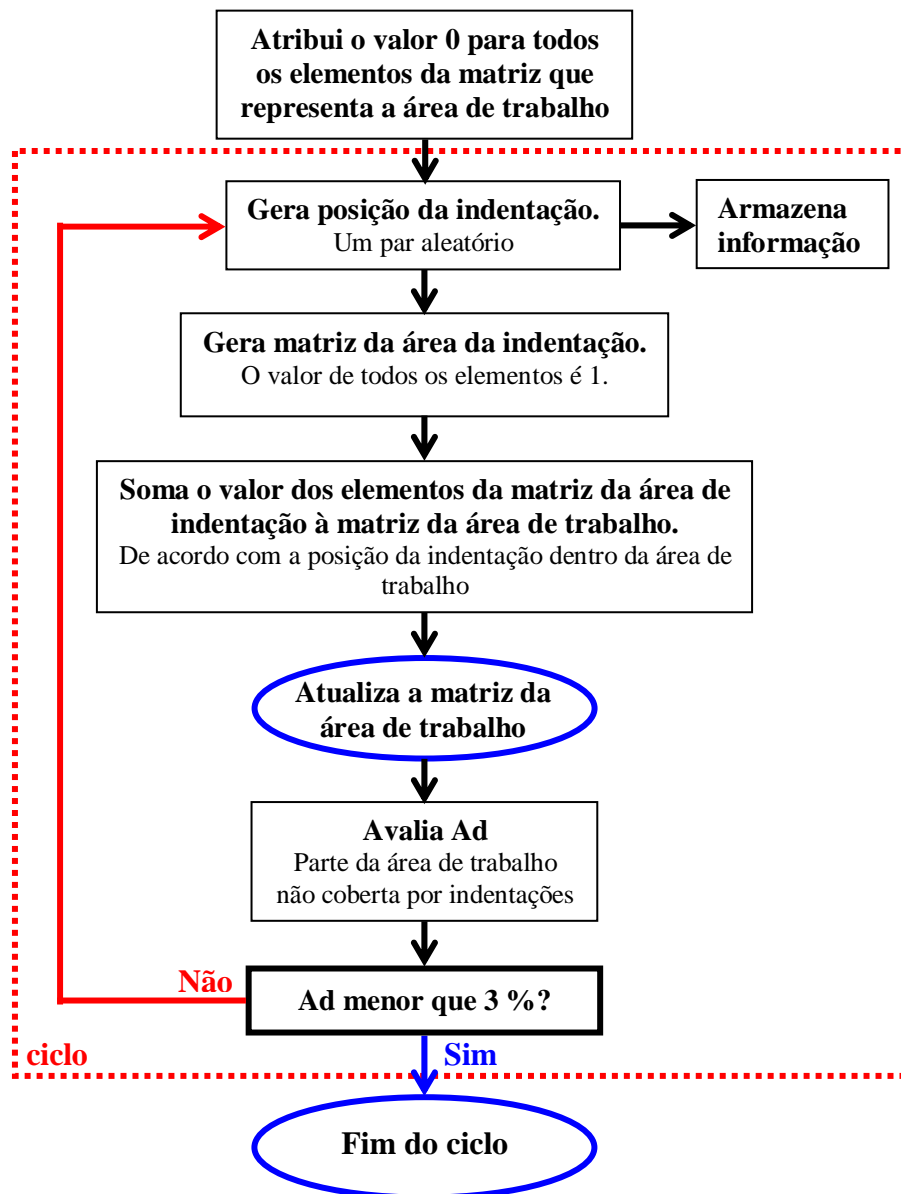 Atribui o valor 0 para todos
os elementos da matriz que
representa a área de trabalho
Gera posição da indentação.
Um par aleatório
Armazena
informação
Gera matriz da área da indentação.
O valor de todos os elementos é 1.
Soma o valor dos elementos da matriz da área de
indentação à matriz da área de trabalho.
De acordo com a posição da indentação dentro da área de
trabalho
Atualiza a matriz da
área de trabalho
Avalia Ad
Parte da área de trabalho
não coberta por indentações
Não
Ad menor que 3 %?
ciclo
Sim
Fim do ciclo